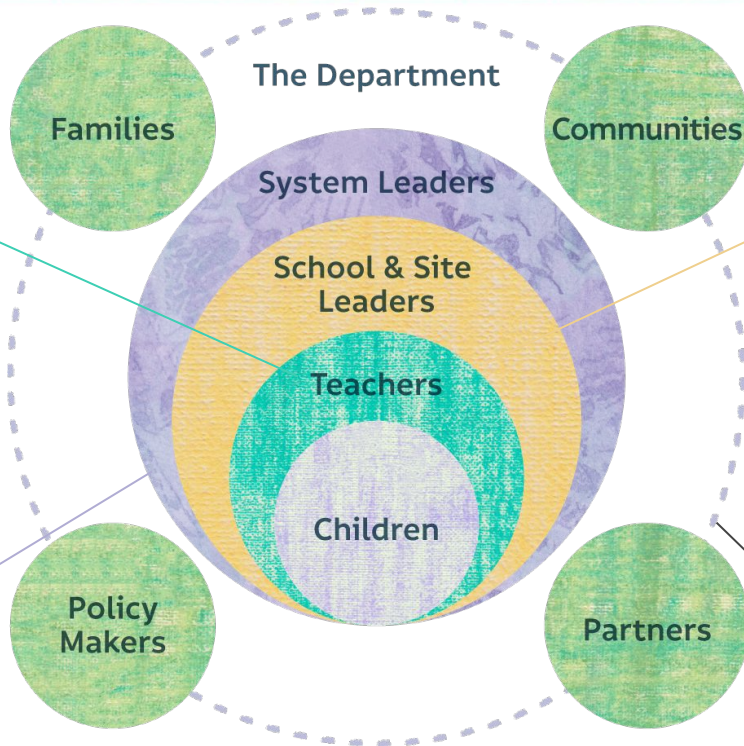 The Department
Families
Communities
System Leaders
School & Site
Leaders
Teachers
Children
Policy
Makers
Partners